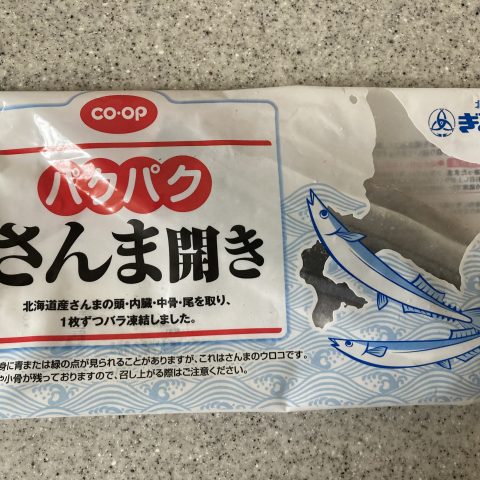 CO・OP
北
ぎ
パクパク
さんま開き
北海道産さんまの頭・内臓・中骨・尾を取り、
1枚ずつバラ凍結しました。
身に青または緑の点が見られることがありますが、これはさんまのウロコです。
や小骨が残っておりますので、召し上がる際はご注意ください。